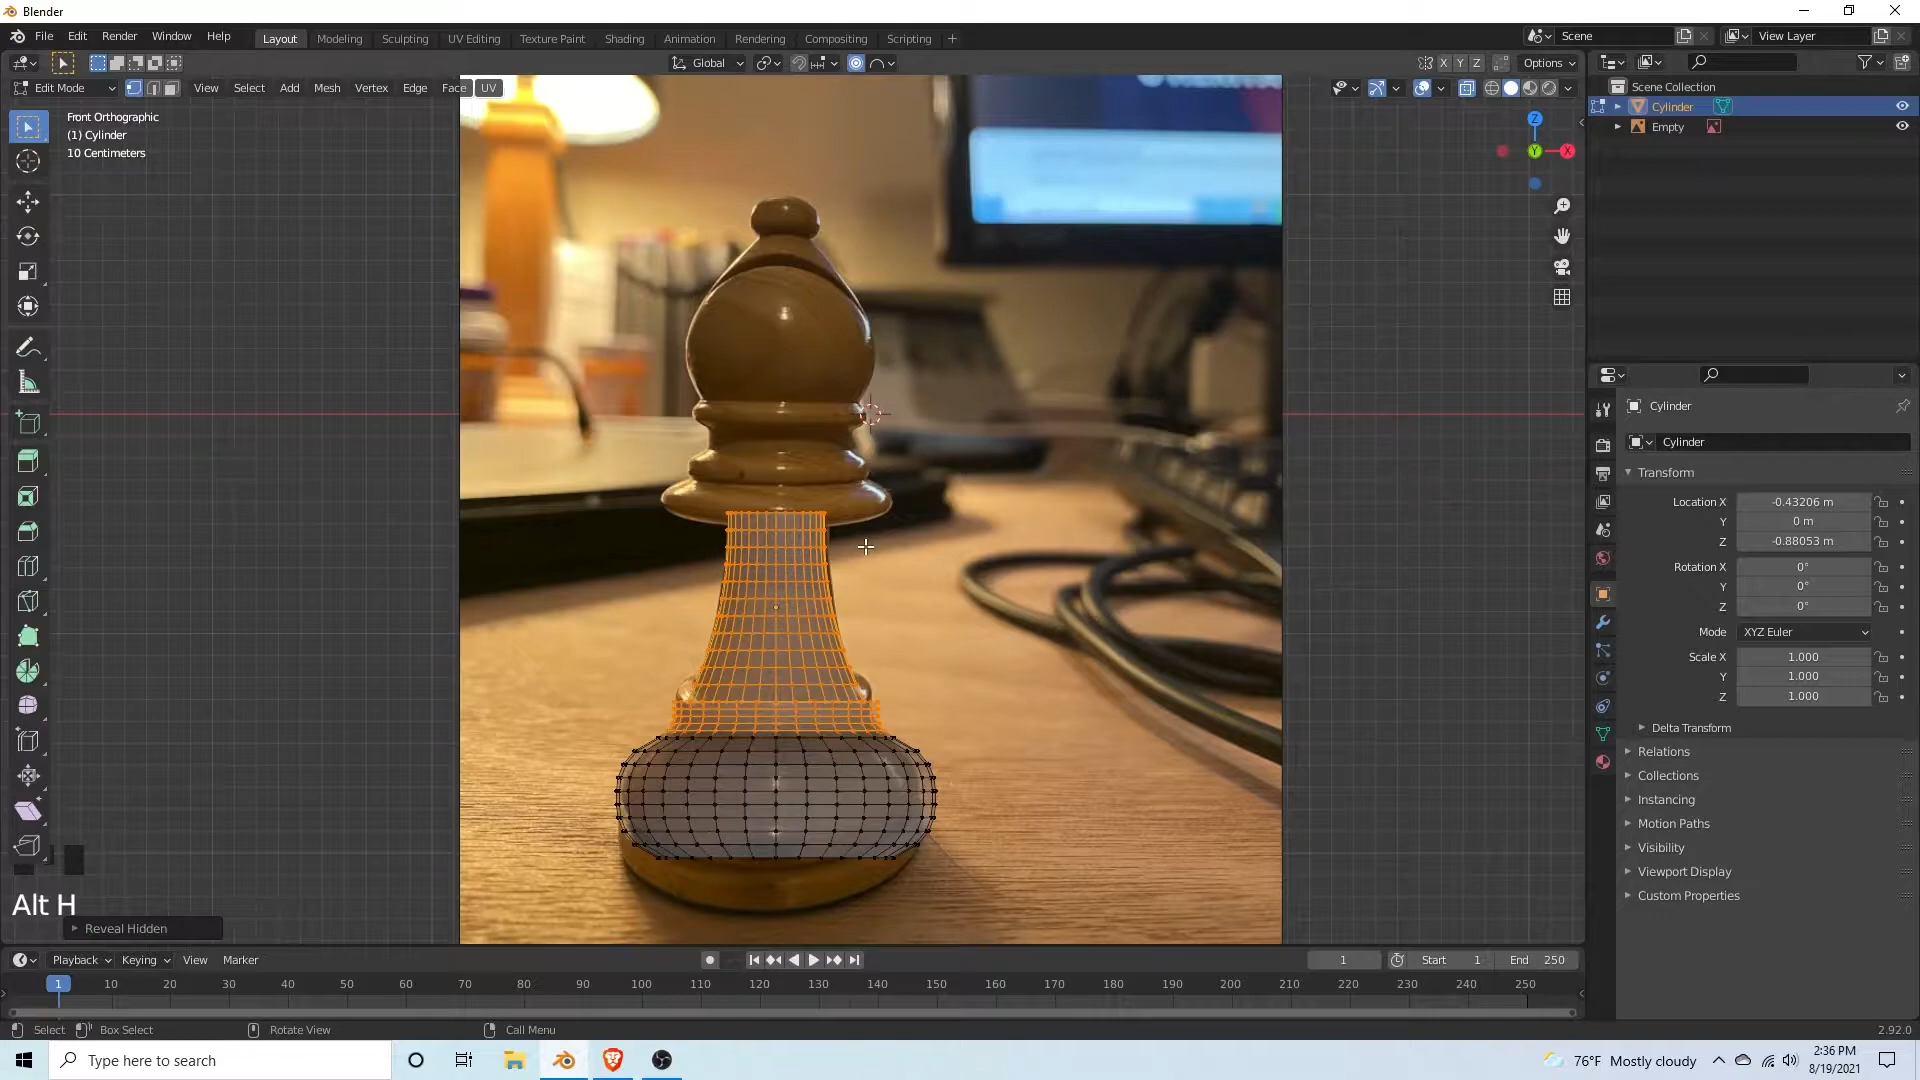 Blender
File Edit Render Window Help
Layout Modeling Sculpting UV Editing Texture Paint Shading Animation Rendering Compositing Scripting +
Scene
View Layer
Global
X Y Z
Options
Edit Mode
View Select Add Mesh Vertex Edge Face UV
Front Orthographic
(1) Cylinder
10 Centimeters
Z
Y
X
Scene Collection
Cylinder
Empty
Cylinder
Cylinder
Transform
Location X -0.43206 m
Y 0 m
Z -0.88053 m
Rotation X 0°
Y 0°
Z 0°
Mode XYZ Euler
Scale X 1.000
Y 1.000
Z 1.000
Delta Transform
Relations
Collections
Instancing
Motion Paths
Visibility
Viewport Display
Custom Properties
Alt H
Reveal Hidden
Playback Keying View Marker
1 Start 1 End 250
1 10 20 30 40 50 60 70 80 90 100 110 120 130 140 150 160 170 180 190 200 210 220 230 240 250
Select Box Select Rotate View Call Menu
2.92.0
Type here to search
76°F Mostly cloudy
2:36 PM
8/19/2021